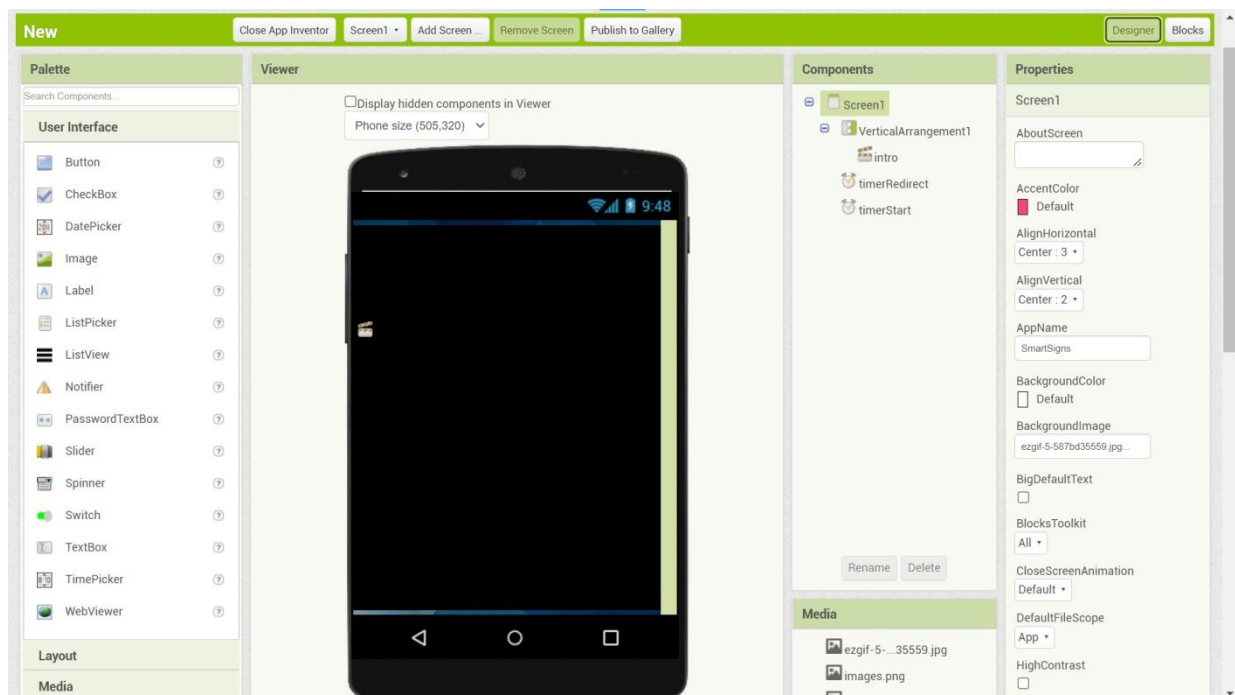 New
Close App Inventor
Screen1
Add Screen ...
Remove Screen
Publish to Gallery
Designer
Blocks
Palette
Search Components...
User Interface
Button
CheckBox
DatePicker
Image
Label
ListPicker
ListView
Notifier
PasswordTextBox
Slider
Spinner
Switch
TextBox
TimePicker
WebViewer
Layout
Media
Viewer
Display hidden components in Viewer
Phone size (505,320)
9:48
Components
Screen1
VerticalArrangement1
intro
timerRedirect
timerStart
Rename
Delete
Media
ezgif-5-...35559.jpg
images.png
Properties
Screen1
AboutScreen
AccentColor
Default
AlignHorizontal
Center : 3
AlignVertical
Center : 2
AppName
SmartSigns
BackgroundColor
Default
BackgroundImage
ezgif-5-587bd35559.jpg...
BigDefaultText
BlocksToolkit
All
CloseScreenAnimation
Default
DefaultFileScope
App
HighContrast